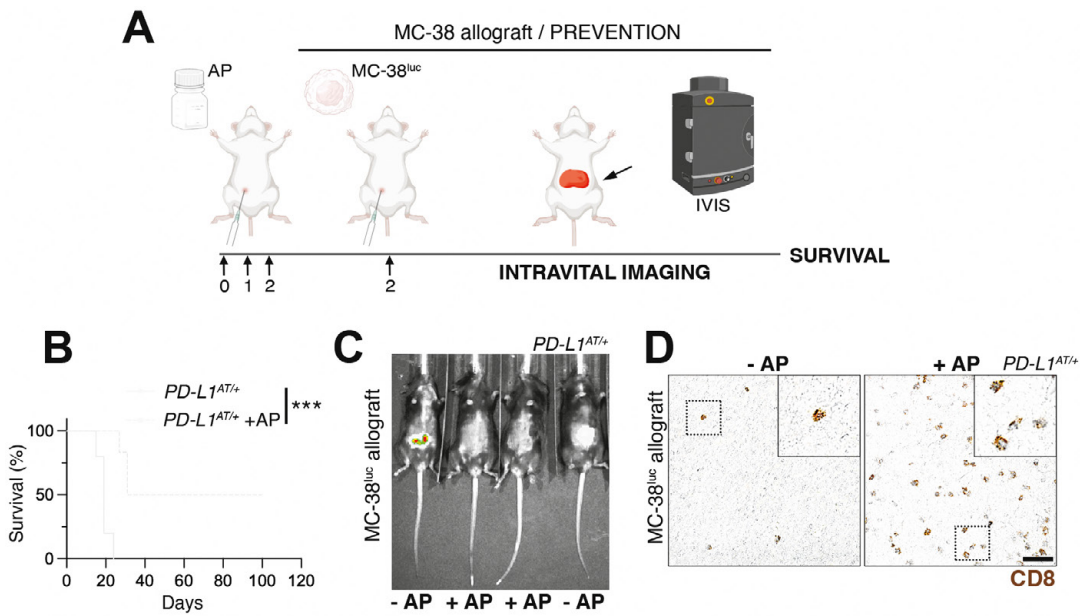 A
MC-38 allograft / PREVENTION
AP
MC-38luc
IVIS
SURVIVAL
INTRAVITAL IMAGING
0 1 2 2
B
PD-L1AT/+
PD-L1AT/+ +AP
***
Survival (%)
100
50
0
0 20 40 60 80 100 120
Days
C
PD-L1AT/+
MC-38luc allograft
- AP + AP + AP - AP
D
- AP + AP PD-L1AT/+
MC-38luc allograft
CD8